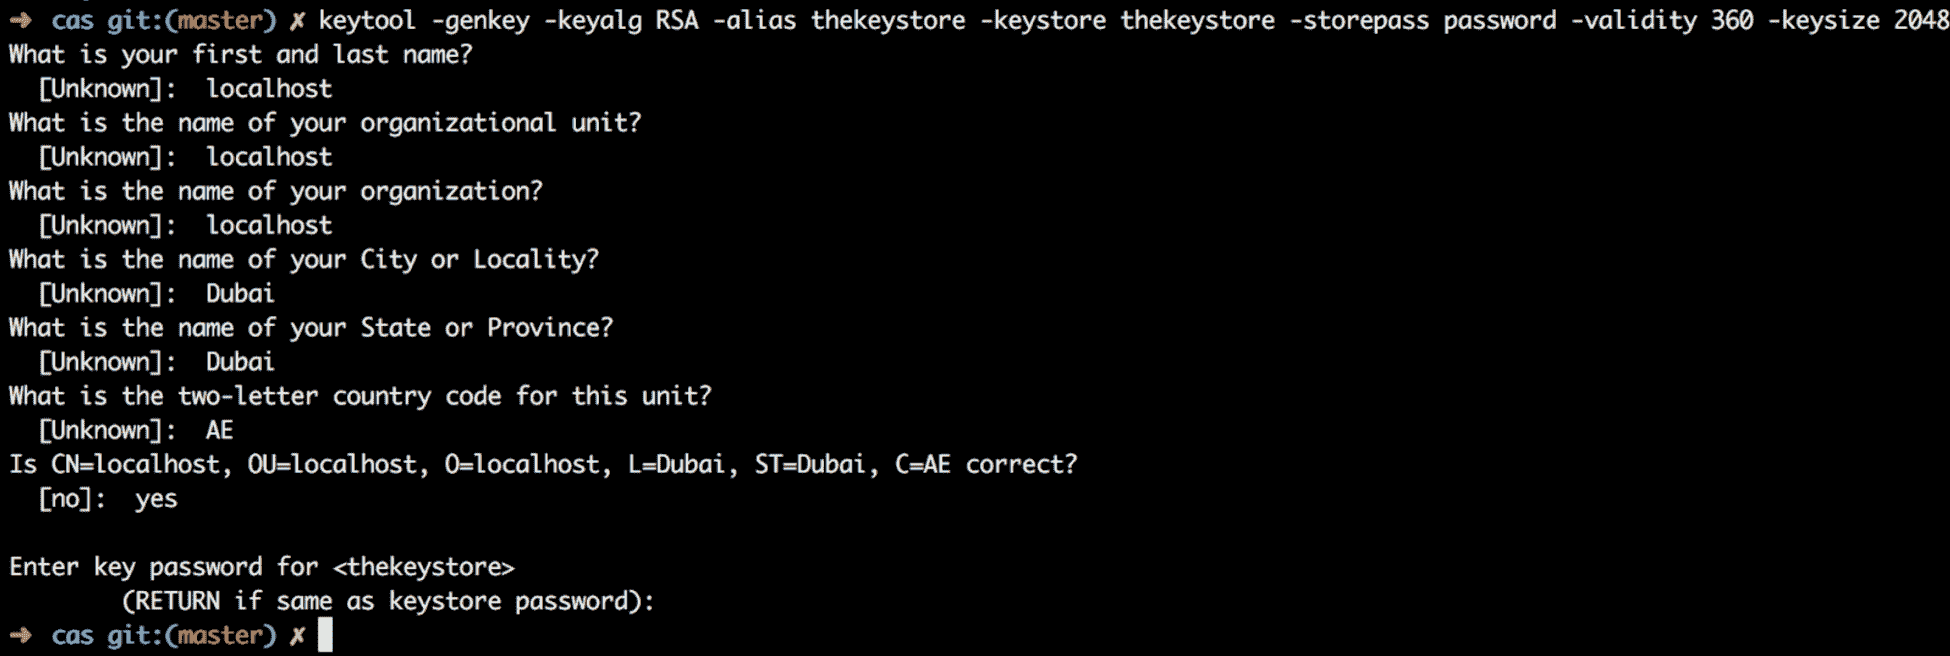 ➜ cas git:(master) ✗ keytool -genkey -keyalg RSA -alias thekeystore -keystore thekeystore -storepass password -validity 360 -keysize 2048
What is your first and last name?
  [Unknown]:  localhost
What is the name of your organizational unit?
  [Unknown]:  localhost
What is the name of your organization?
  [Unknown]:  localhost
What is the name of your City or Locality?
  [Unknown]:  Dubai
What is the name of your State or Province?
  [Unknown]:  Dubai
What is the two-letter country code for this unit?
  [Unknown]:  AE
Is CN=localhost, OU=localhost, O=localhost, L=Dubai, ST=Dubai, C=AE correct?
  [no]:  yes
Enter key password for <thekeystore>
        (RETURN if same as keystore password):
➜ cas git:(master) ✗